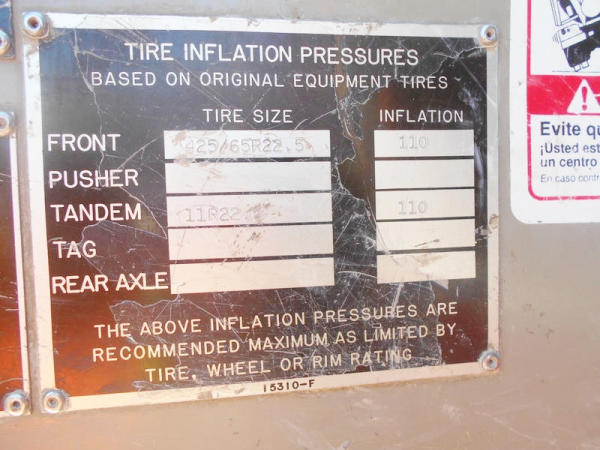 TIRE INFLATION PRESSURES
BASED ON ORIGINAL EQUIPMENT TIRES
TIRE SIZE INFLATION
FRONT 425/65R22.5 110
PUSHER
TANDEM 11R22. 110
TAG
REAR AXLE
THE ABOVE INFLATION PRESSURES ARE
RECOMMENDED MAXIMUM AS LIMITED BY
TIRE, WHEEL OR RIM RATING
15310-F
Evite qu
¡Usted est
un centro
En caso contr